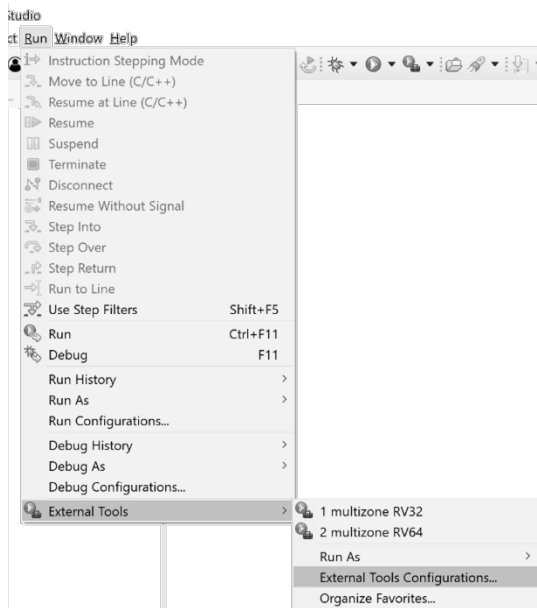 Studio
ct Run Window Help
Instruction Stepping Mode
Move to Line (C/C++)
Resume at Line (C/C++)
Resume
Suspend
Terminate
Disconnect
Resume Without Signal
Step Into
Step Over
Step Return
Run to Line
Use Step Filters Shift+F5
Run Ctrl+F11
Debug F11
Run History
Run As
Run Configurations...
Debug History
Debug As
Debug Configurations...
External Tools
1 multizone RV32
2 multizone RV64
Run As
External Tools Configurations...
Organize Favorites...